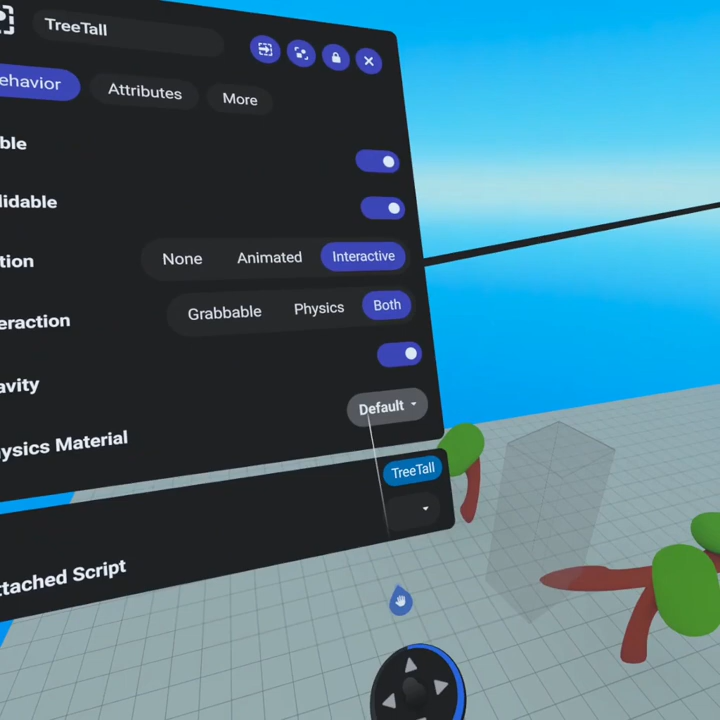 TreeTall
ehavior Attributes More
ble
lidable
tion None Animated Interactive
eraction Grabbable Physics Both
avity
ysics Material Default
TreeTall
ttached Script